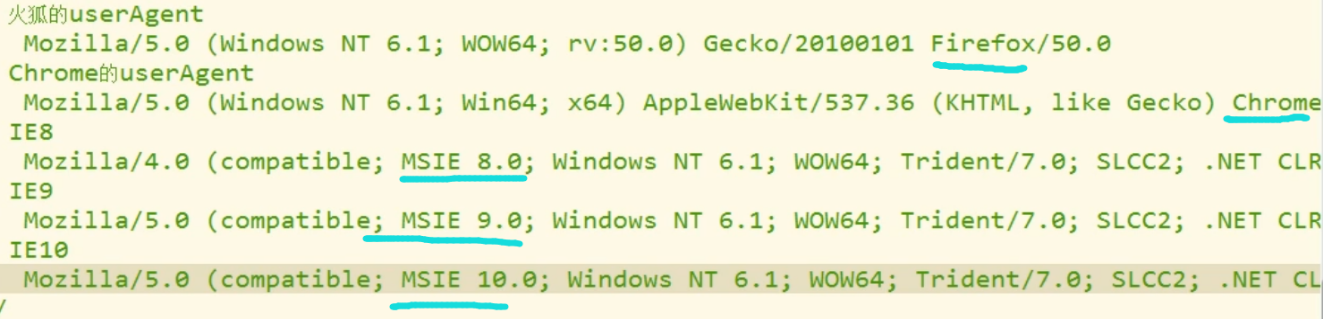 火狐的userAgent
Mozilla/5.0 (Windows NT 6.1; WOW64; rv:50.0) Gecko/20100101 Firefox/50.0
Chrome的userAgent
Mozilla/5.0 (Windows NT 6.1; Win64; x64) AppleWebKit/537.36 (KHTML, like Gecko) Chrome
IE8
Mozilla/4.0 (compatible; MSIE 8.0; Windows NT 6.1; WOW64; Trident/7.0; SLCC2; .NET CLR
IE9
Mozilla/5.0 (compatible; MSIE 9.0; Windows NT 6.1; WOW64; Trident/7.0; SLCC2; .NET CLR
IE10
Mozilla/5.0 (compatible; MSIE 10.0; Windows NT 6.1; WOW64; Trident/7.0; SLCC2; .NET CL
/